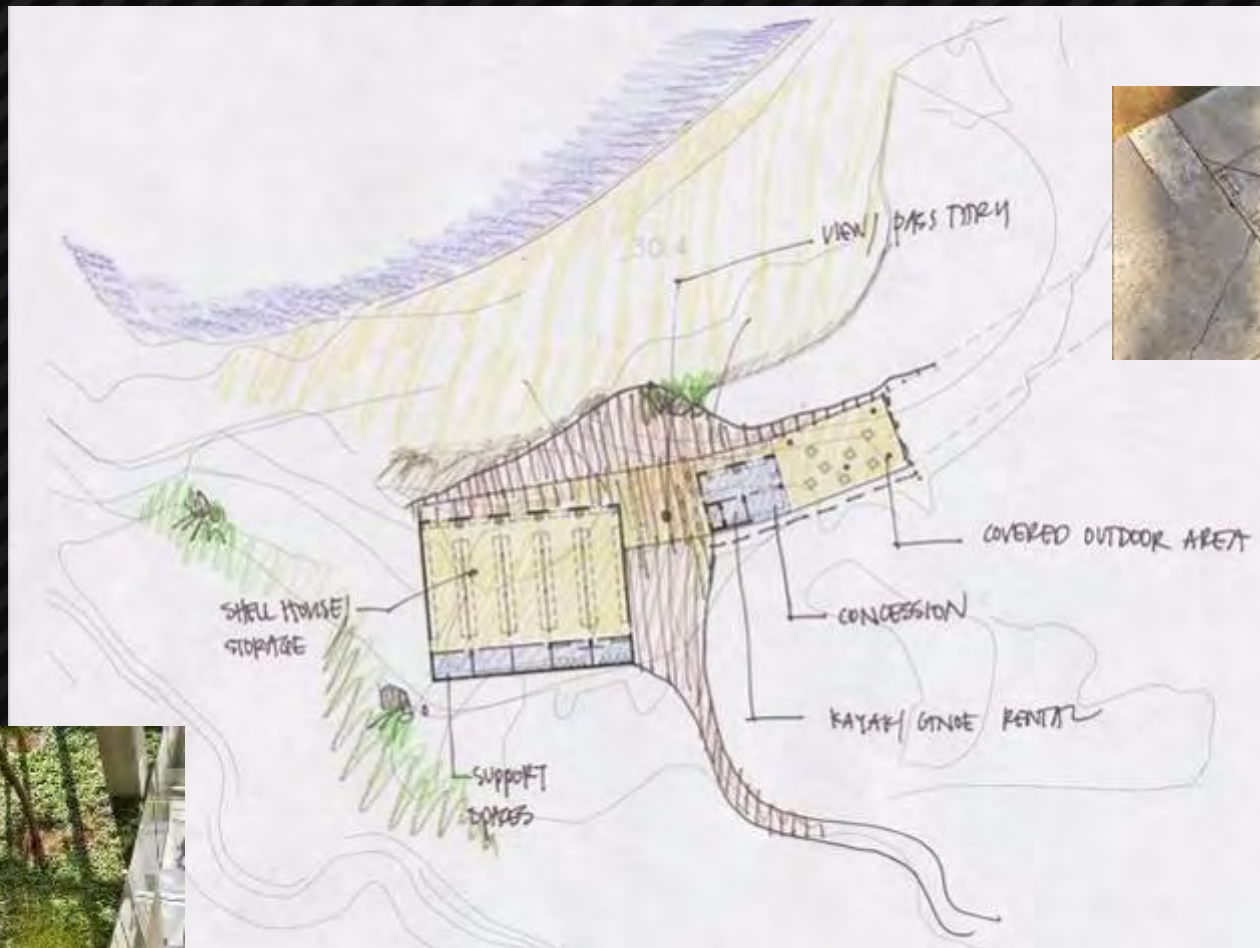 VIEW/ PASS THRU
30.4
COVERED OUTDOOR AREA
SHELL HOUSE/
STORAGE
CONCESSION
KAYAK/ CANOE RENTAL
SUPPORT
SPACES